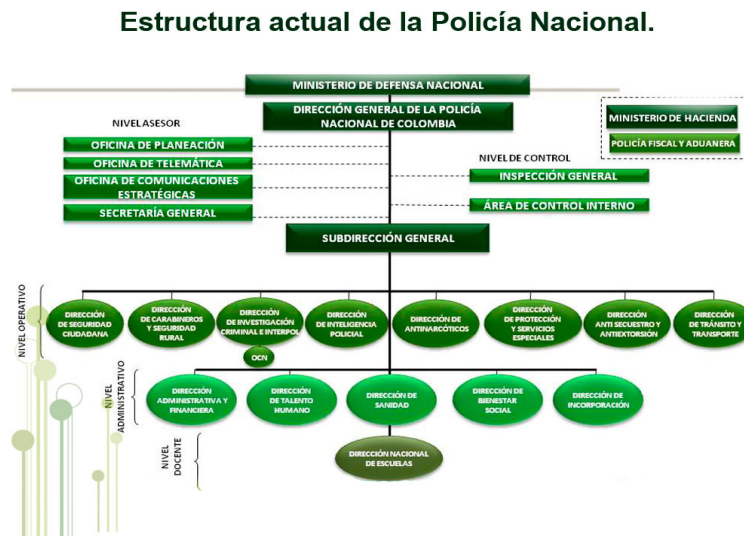 Estructura actual de la Policía Nacional.
MINISTERIO DE DEFENSA NACIONAL
DIRECCIÓN GENERAL DE LA POLICÍA
NACIONAL DE COLOMBIA
MINISTERIO DE HACIENDA
POLICÍA FISCAL Y ADUANERA
NIVEL ASESOR
OFICINA DE PLANEACIÓN
OFICINA DE TELEMÁTICA
OFICINA DE COMUNICACIONES
ESTRATÉGICAS
SECRETARÍA GENERAL
NIVEL DE CONTROL
INSPECCIÓN GENERAL
ÁREA DE CONTROL INTERNO
SUBDIRECCIÓN GENERAL
NIVEL OPERATIVO
DIRECCIÓN
DE SEGURIDAD
CIUDADANA
DIRECCIÓN
DE CARABINEROS
Y SEGURIDAD
RURAL
DIRECCIÓN
DE INVESTIGACIÓN
CRIMINAL E INTERPOL
OCN
DIRECCIÓN
DE INTELIGENCIA
POLICIAL
DIRECCIÓN DE
ANTINARCÓTICOS
DIRECCIÓN
DE PROTECCIÓN
Y SERVICIOS
ESPECIALES
DIRECCIÓN
ANTI SECUESTRO Y
ANTIEXTORSIÓN
DIRECCIÓN
DE TRÁNSITO Y
TRANSPORTE
NIVEL
ADMINISTRATIVO
DIRECCIÓN
ADMINISTRATIVA Y
FINANCIERA
DIRECCIÓN
DE TALENTO
HUMANO
DIRECCIÓN DE
SANIDAD
DIRECCIÓN
DE BIENESTAR
SOCIAL
DIRECCIÓN DE
INCORPORACIÓN
NIVEL
DOCENTE
DIRECCIÓN NACIONAL
DE ESCUELAS